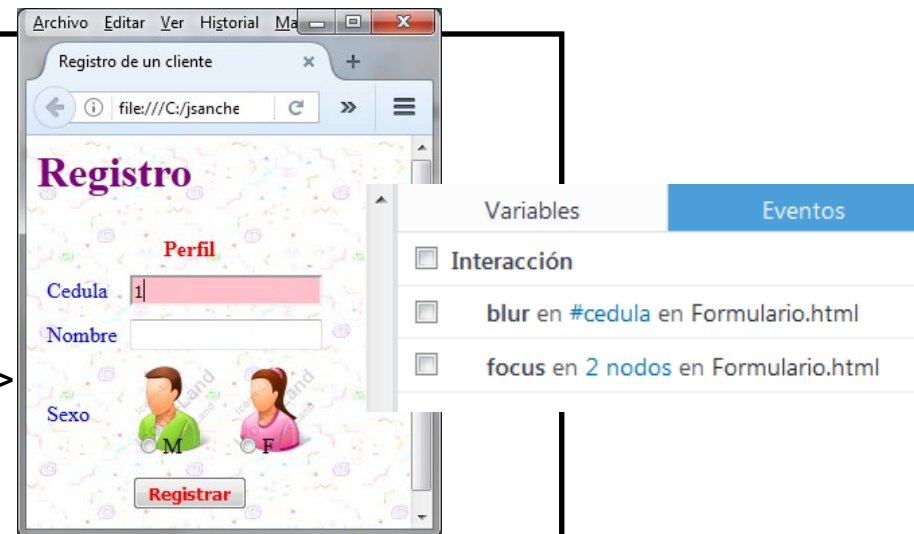 Archivo Editar Ver Historial Ma
Registro de un cliente × +
file:///C:/jsanche
Registro
Perfil
Cedula 1
Nombre
Sexo M F
Registrar
>
Variables Eventos
Interacción
blur en #cedula en Formulario.html
focus en 2 nodos en Formulario.html